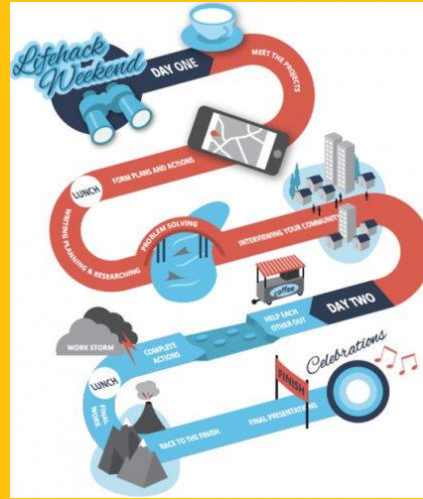 Lifehack
Weekend
DAY ONE
MEET THE PROJECTS
FORM PLANS AND ACTIONS
LUNCH
WRITING PLANNING & RESEARCHING
PROBLEM SOLVING
INTERVIEWING YOUR COMMUNITY
DAY TWO
coffee
HELP EACH
OTHER OUT
COMPLETE
ACTIONS
WORK STORM
LUNCH
FINAL
WORK
RACE TO THE FINISH
FINAL PRESENTATIONS
FINISH
Celebrations